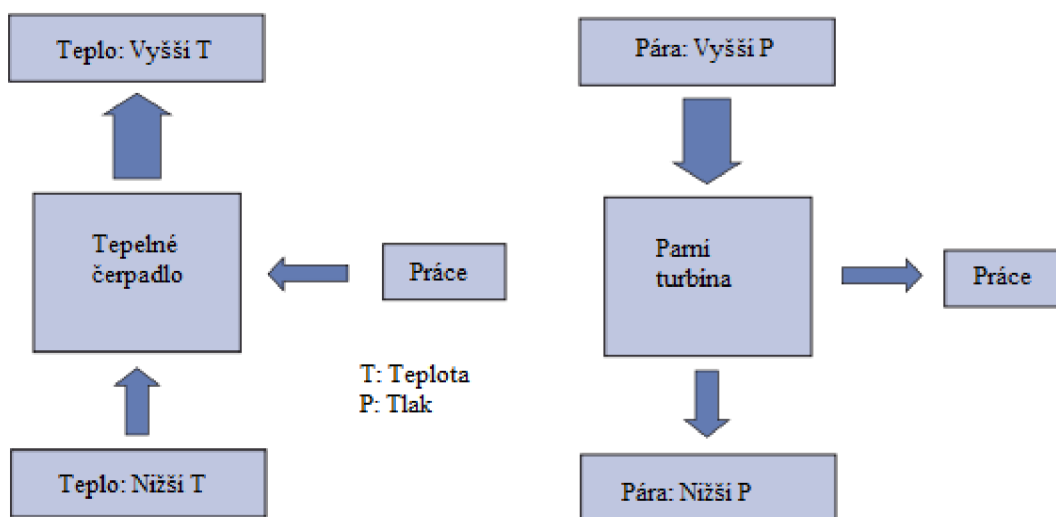 Teplo: Vyšší T
Tepelné
čerpadlo
Práce
T: Teplota
P: Tlak
Teplo: Nižší T
Pára: Vyšší P
Parní
turbína
Práce
Pára: Nižší P